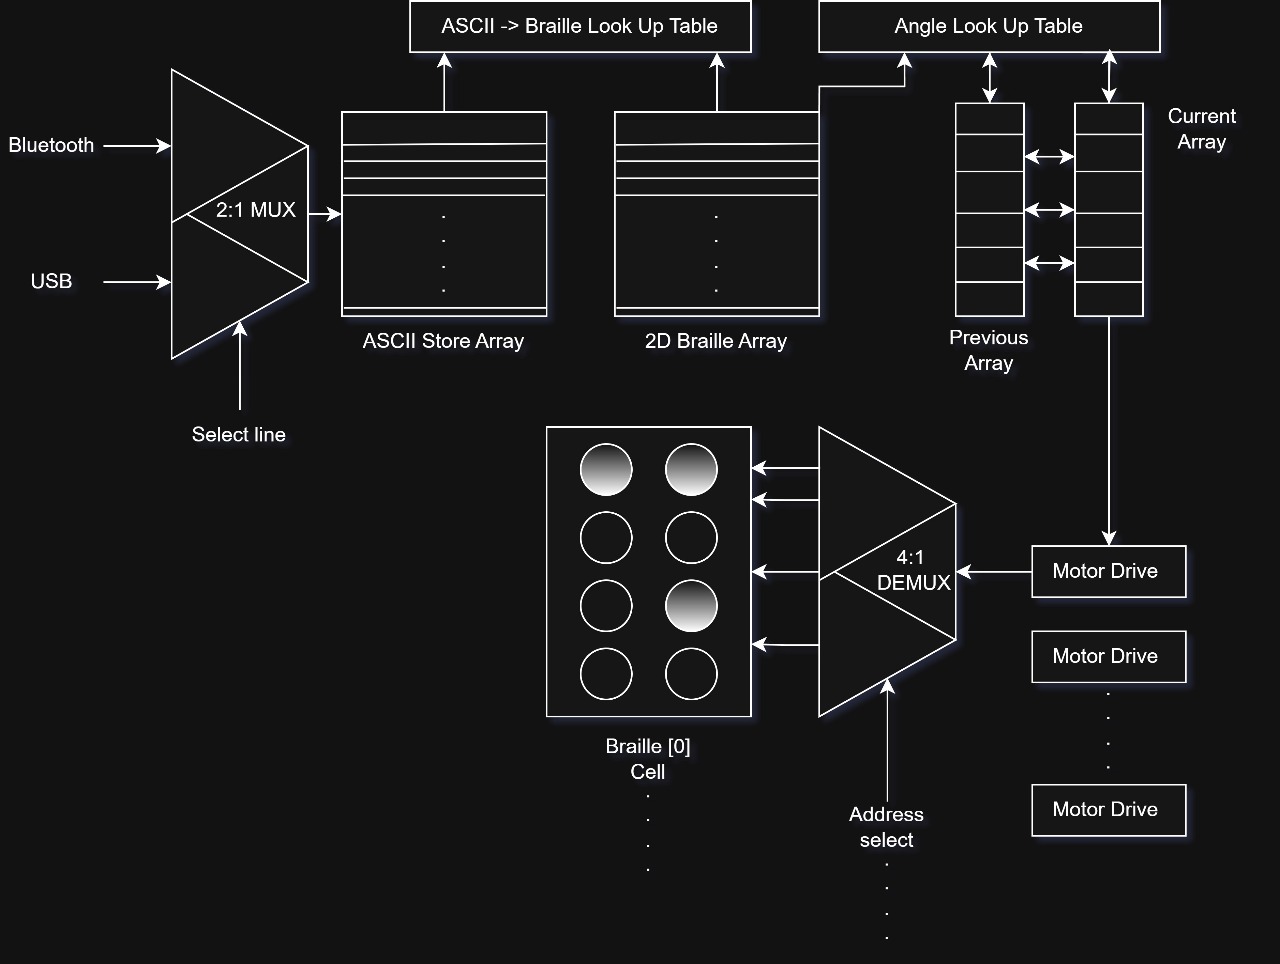 ASCII -> Braille Look Up Table
Angle Look Up Table
Bluetooth
2:1 MUX
USB
Select line
ASCII Store Array
2D Braille Array
Previous
Array
Current
Array
4:1
DEMUX
Motor Drive
Motor Drive
Motor Drive
Braille [0]
Cell
Address
select